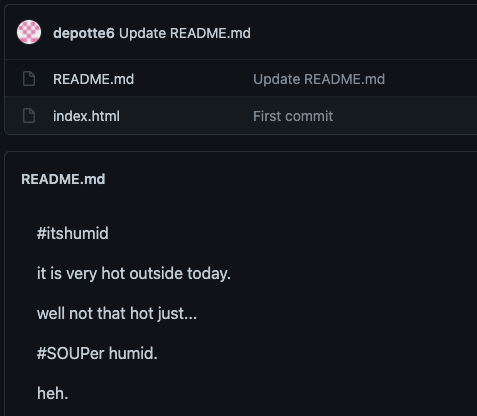 depotte6 Update README.md
README.md Update README.md
index.html First commit
README.md
#itshumid
it is very hot outside today.
well not that hot just...
#SOUPer humid.
heh.